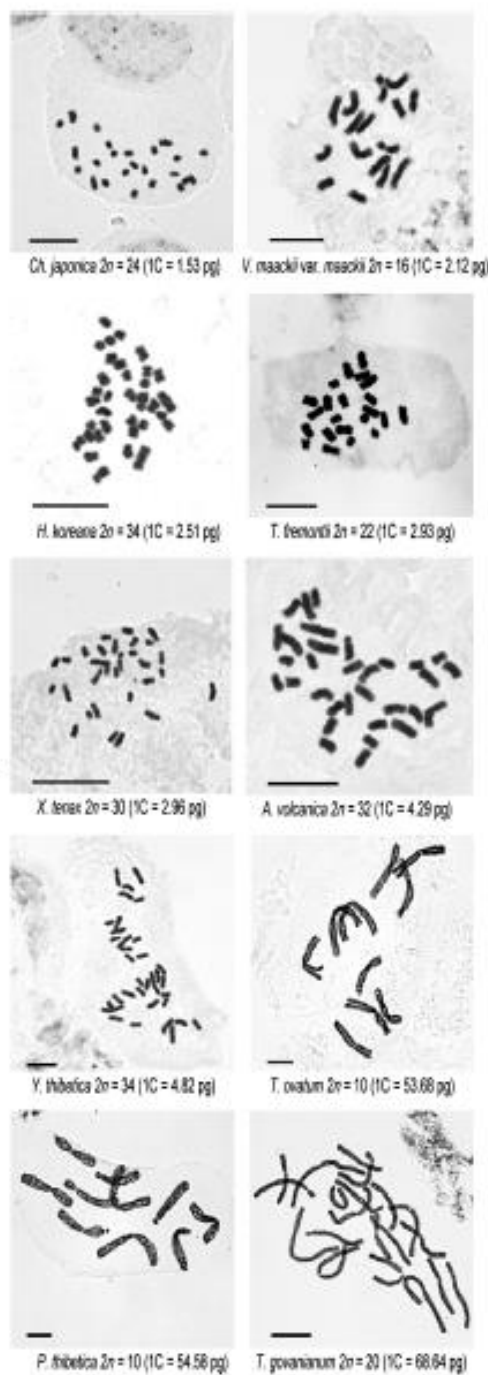 Ch. japonica 2n = 24 (1C = 1.53 pg)
V. maackii var. maackii 2n = 16 (1C = 2.12 pg)
H. koreana 2n = 34 (1C = 2.51 pg)
T. fremontii 2n = 22 (1C = 2.93 pg)
X. tenax 2n = 30 (1C = 2.96 pg)
A. volcanica 2n = 32 (1C = 4.29 pg)
Y. thibetica 2n = 34 (1C = 4.82 pg)
T. ovatum 2n = 10 (1C = 53.68 pg)
P. thibetica 2n = 10 (1C = 54.58 pg)
T. govanianum 2n = 20 (1C = 68.64 pg)